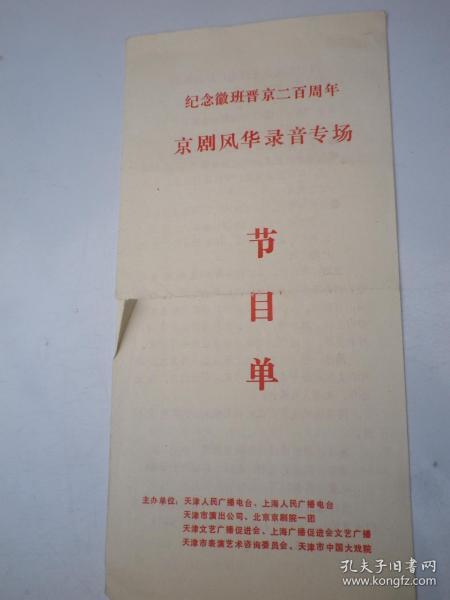 纪念徽班晋京二百周年
京剧风华录音专场
节
目
单
主办单位：天津人民广播电台、上海人民广播电台
天津市演出公司、北京京剧院一团
天津文艺广播促进会、上海广播促进会文艺广播
天津市表演艺术咨询委员会、天津市中国大戏院
孔夫子旧书网